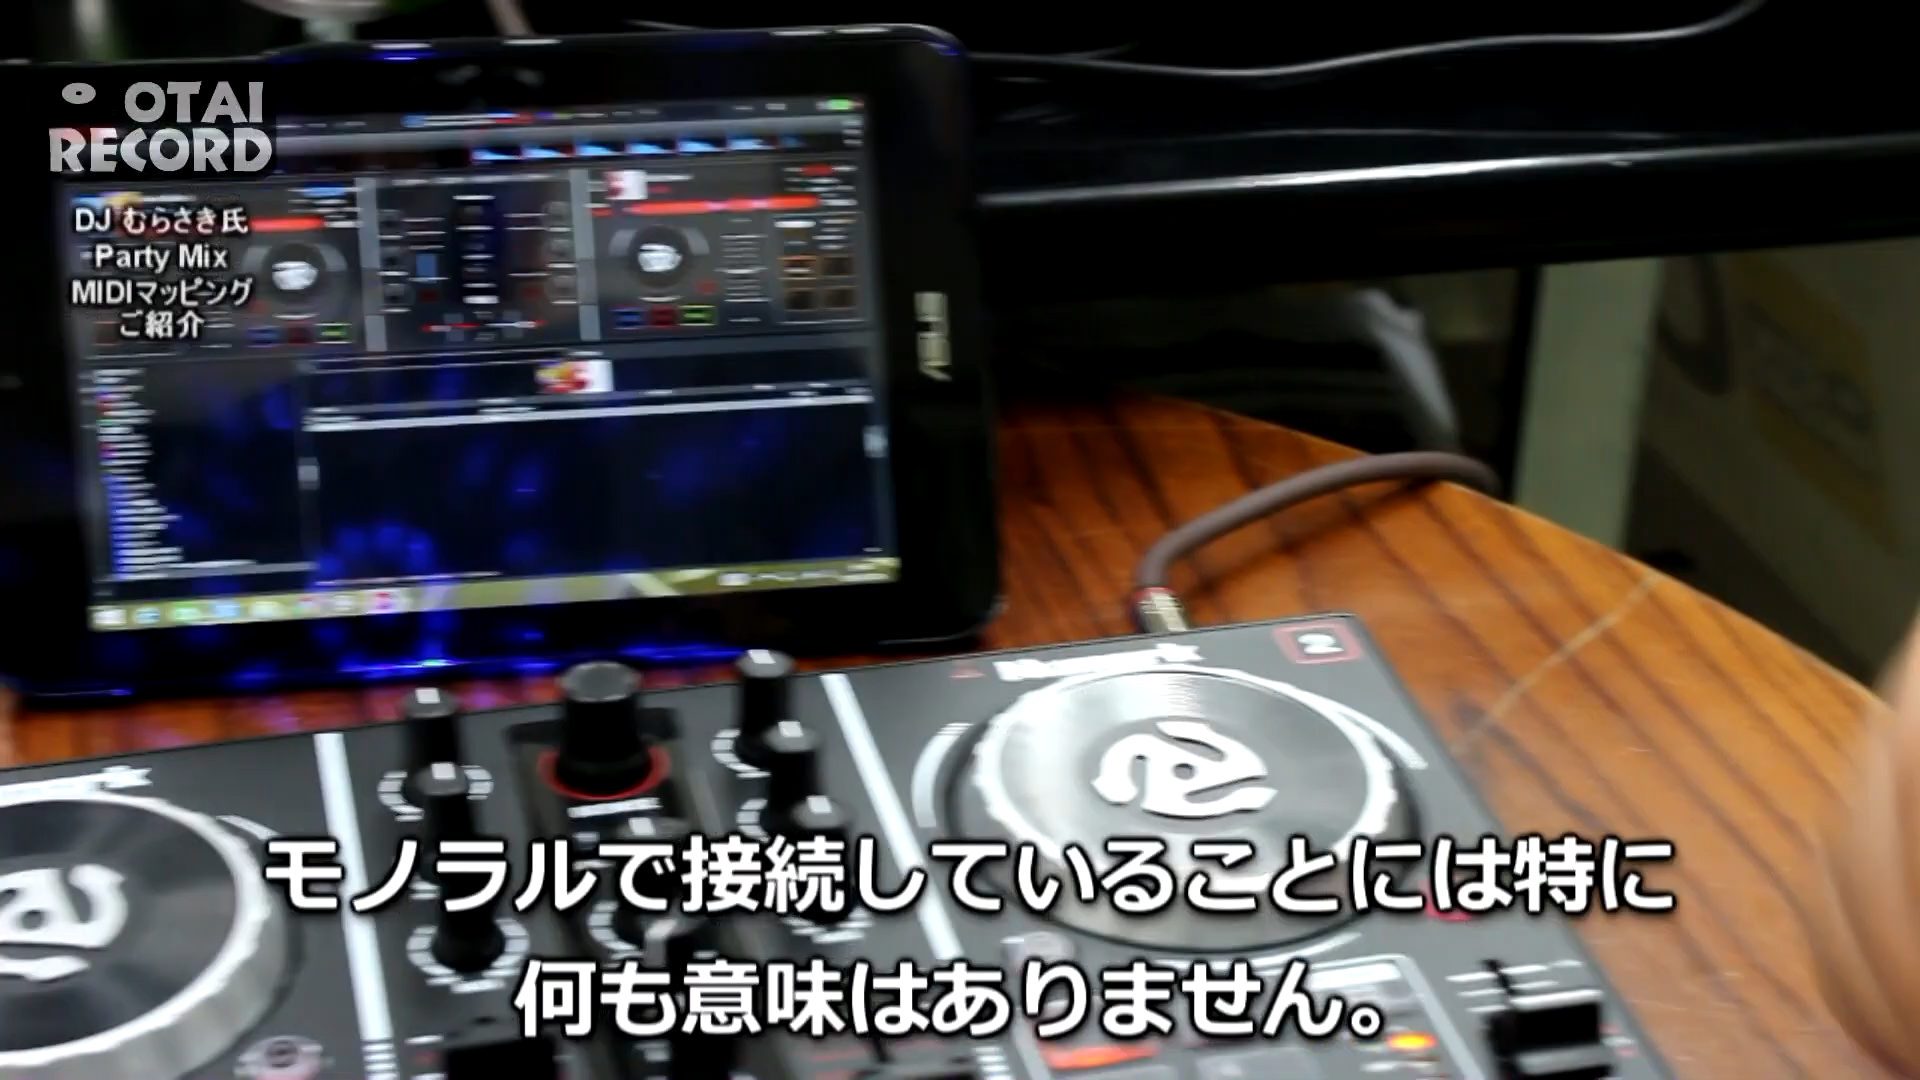 OTAI
RECORD
DJ むらさき氏
Party Mix
MIDIマッピング
ご紹介
2
モノラルで接続していることには特に
何も意味はありません。